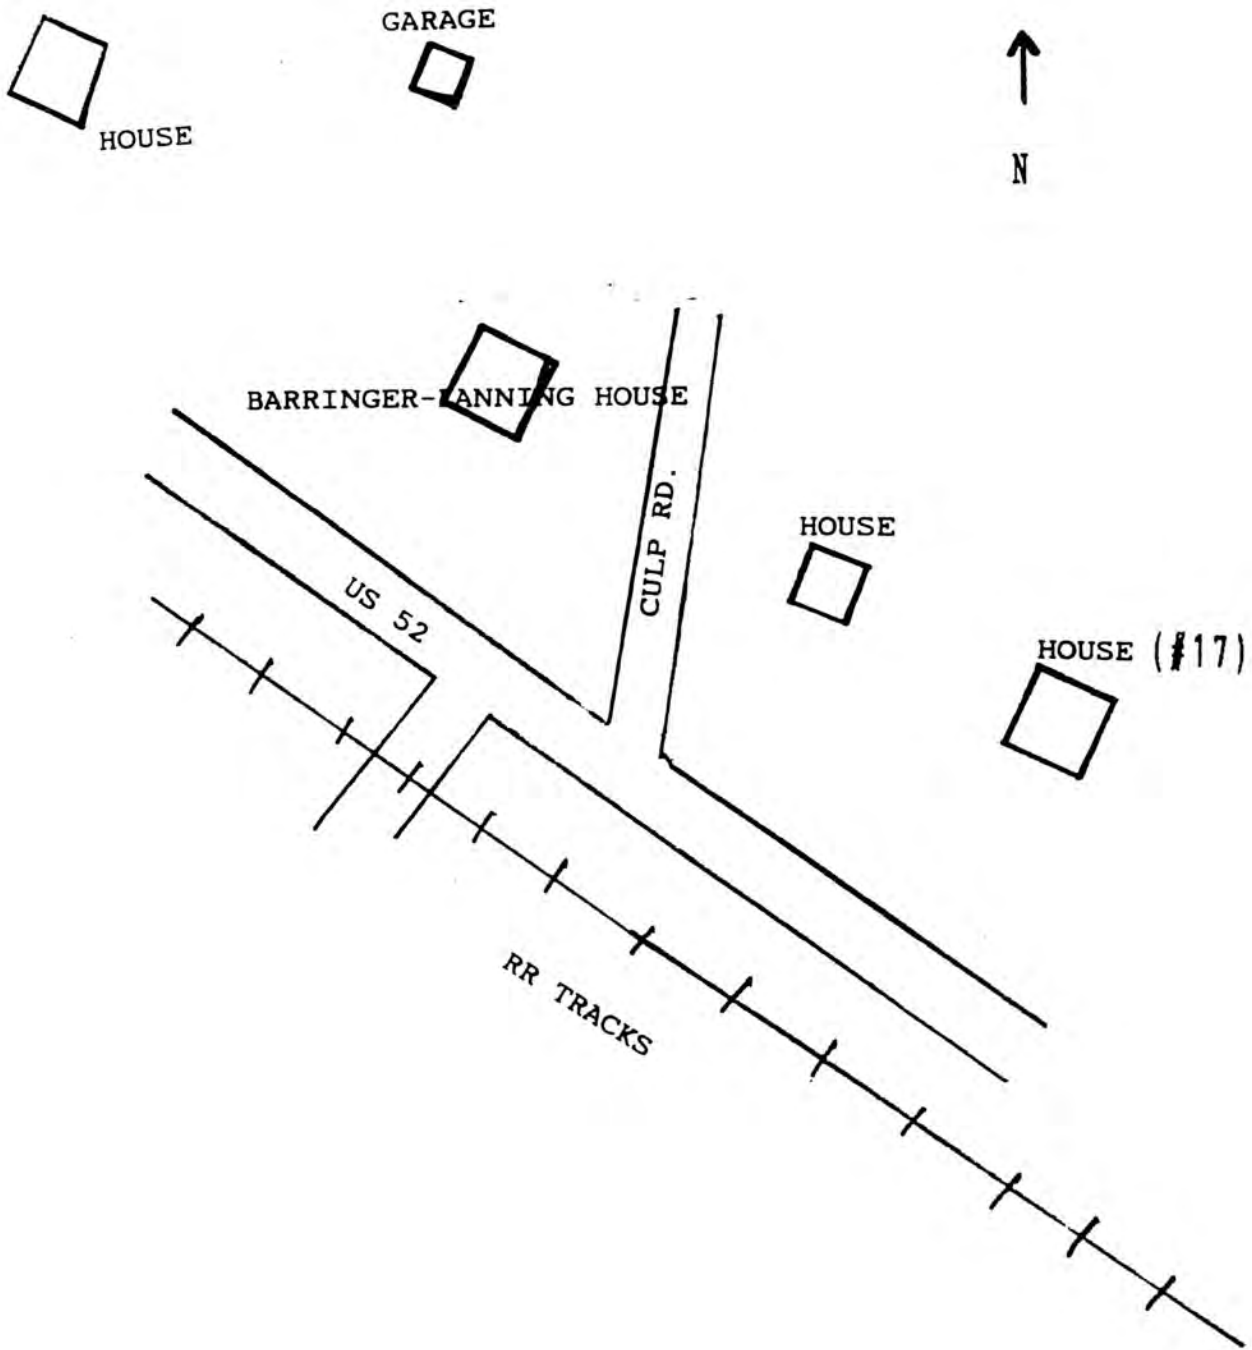 GARAGE
HOUSE
N
BARRINGER-LANNING HOUSE
CULP RD.
HOUSE
US 52
HOUSE (#17)
RR TRACKS